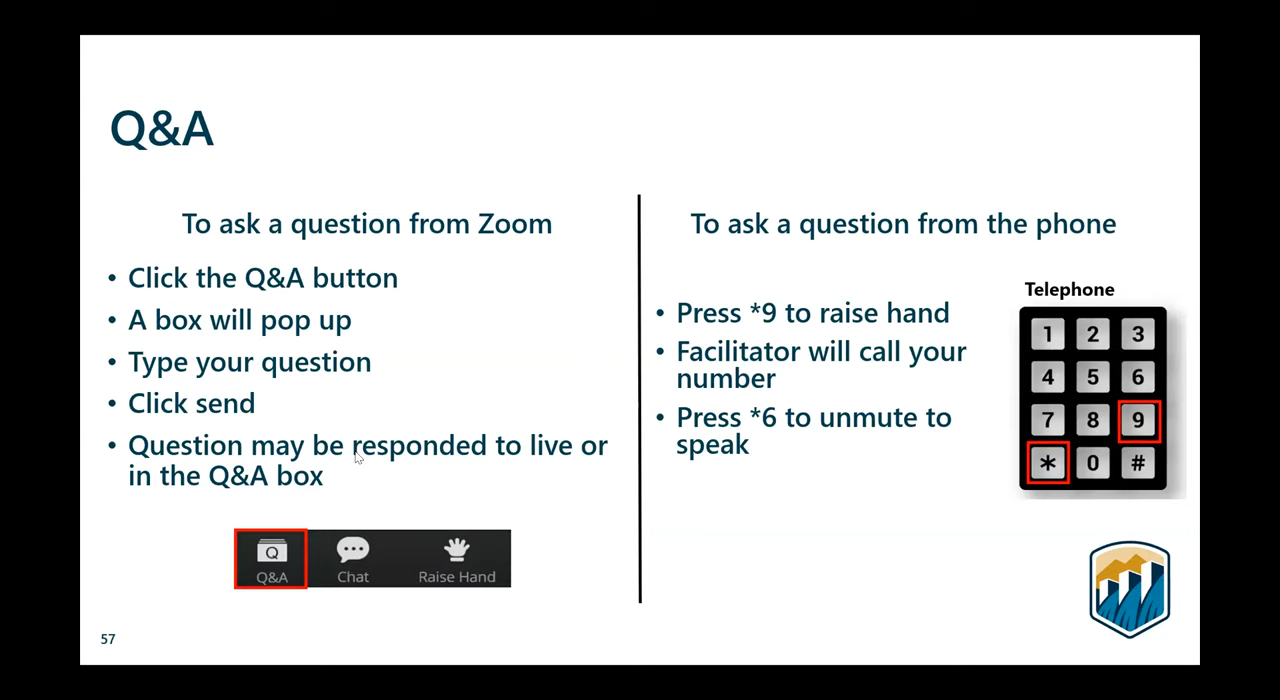 Q&A
To ask a question from Zoom
• Click the Q&A button
• A box will pop up
• Type your question
• Click send
• Question may be responded to live or
in the Q&A box
Q
Q&A
Chat
Raise Hand
To ask a question from the phone
• Press *9 to raise hand
• Facilitator will call your
number
• Press *6 to unmute to
speak
Telephone
1 2 3
4 5 6
7 8 9
* 0 #
57